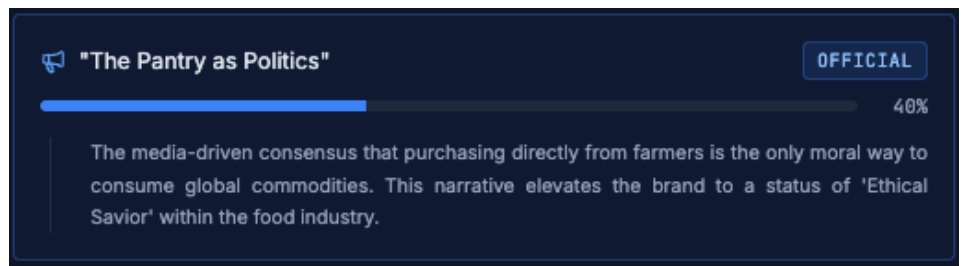 "The Pantry as Politics"
OFFICIAL
40%
The media-driven consensus that purchasing directly from farmers is the only moral way to
consume global commodities. This narrative elevates the brand to a status of 'Ethical
Savior' within the food industry.